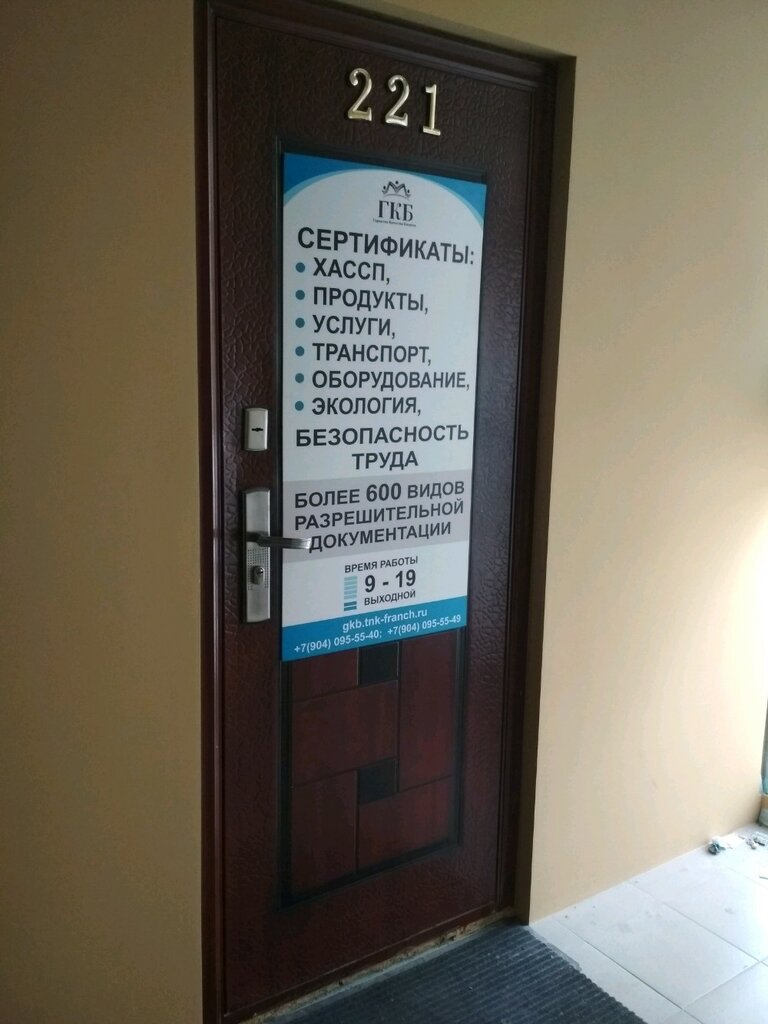 221
ГКБ
СЕРТИФИКАТЫ:
• ХАССП,
• ПРОДУКТЫ,
• УСЛУГИ,
• ТРАНСПОРТ,
• ОБОРУДОВАНИЕ,
• ЭКОЛОГИЯ,
БЕЗОПАСНОСТЬ
ТРУДА
БОЛЕЕ 600 ВИДОВ
РАЗРЕШИТЕЛЬНОЙ
ДОКУМЕНТАЦИИ
ВРЕМЯ РАБОТЫ
9 - 19
ВЫХОДНОЙ
gkb.tnk-franch.ru
+7(904) 095-55-40; +7(904) 095-55-49